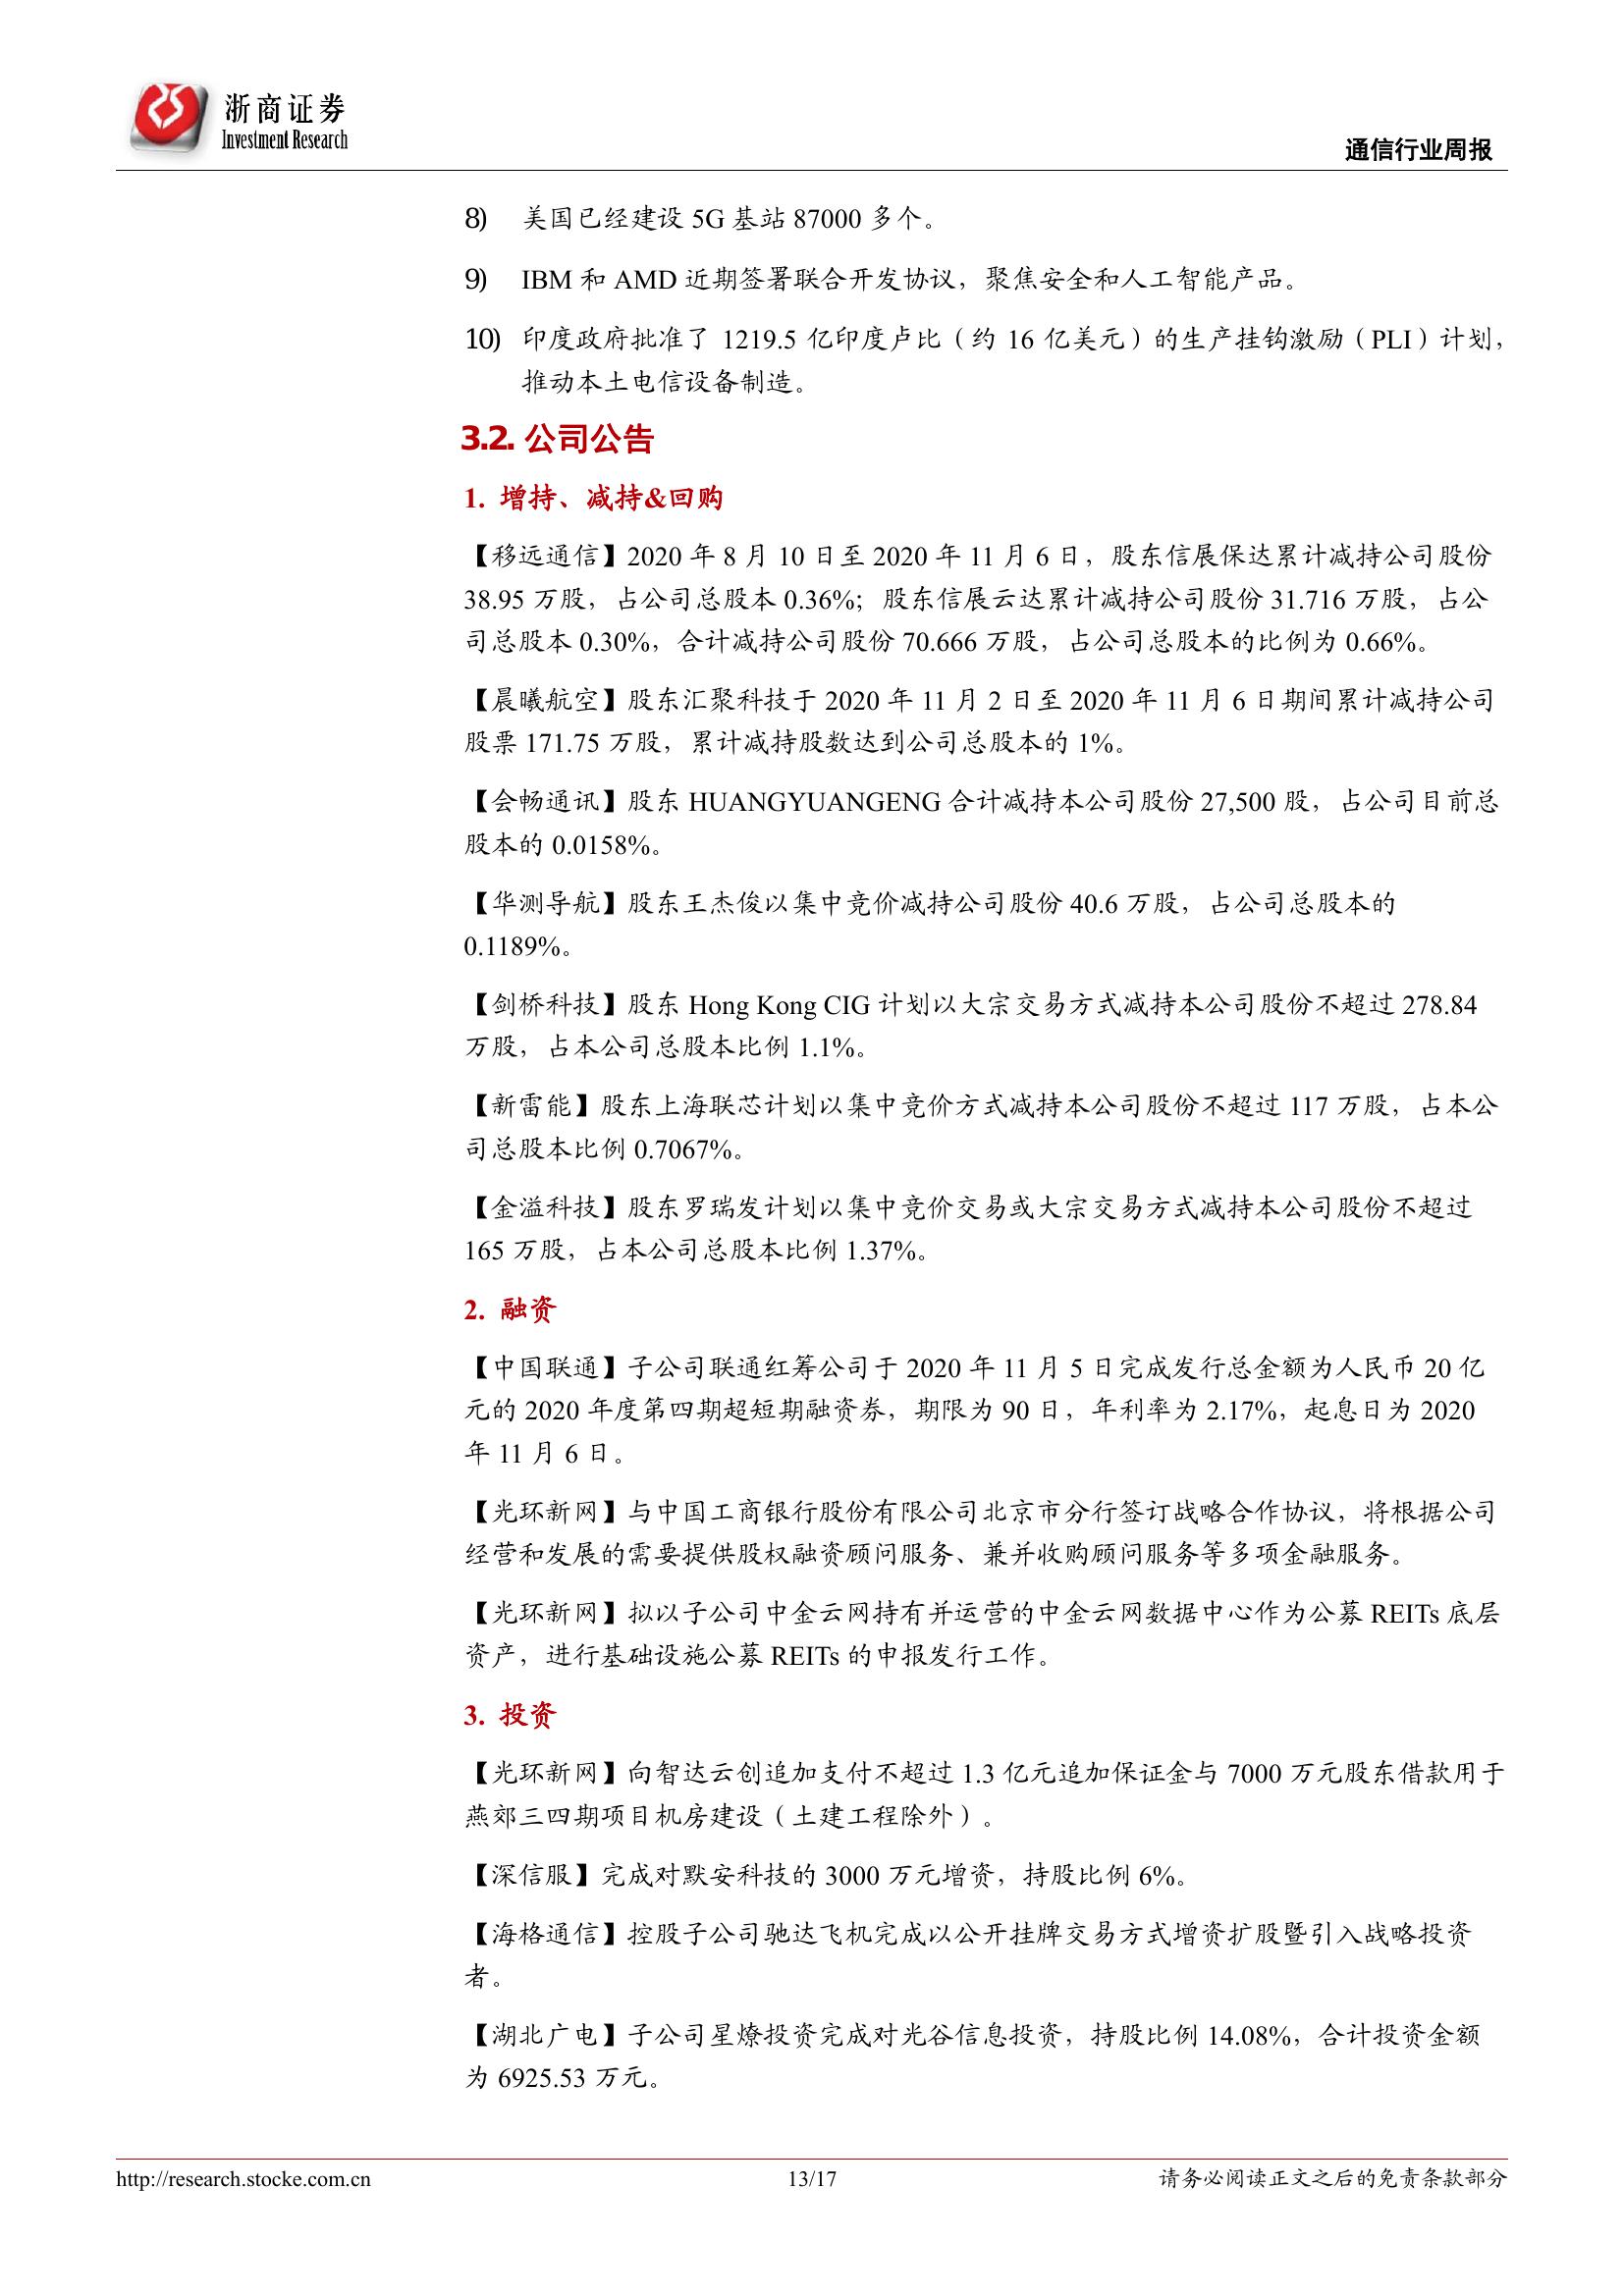 浙商证券
Investment Research
通信行业周报
8) 美国已经建设 5G 基站 87000 多个。
9) IBM 和 AMD 近期签署联合开发协议，聚焦安全和人工智能产品。
10) 印度政府批准了 1219.5 亿印度卢比（约 16 亿美元）的生产挂钩激励（PLI）计划，
推动本土电信设备制造。
3.2. 公司公告
1. 增持、减持&回购
【移远通信】2020 年 8 月 10 日至 2020 年 11 月 6 日，股东信展保达累计减持公司股份
38.95 万股，占公司总股本 0.36%；股东信展云达累计减持公司股份 31.716 万股，占公
司总股本 0.30%，合计减持公司股份 70.666 万股，占公司总股本的比例为 0.66%。
【晨曦航空】股东汇聚科技于 2020 年 11 月 2 日至 2020 年 11 月 6 日期间累计减持公司
股票 171.75 万股，累计减持股数达到公司总股本的 1%。
【会畅通讯】股东 HUANGYUANGENG 合计减持本公司股份 27,500 股，占公司目前总
股本的 0.0158%。
【华测导航】股东王杰俊以集中竞价减持公司股份 40.6 万股，占公司总股本的
0.1189%。
【剑桥科技】股东 Hong Kong CIG 计划以大宗交易方式减持本公司股份不超过 278.84
万股，占本公司总股本比例 1.1%。
【新雷能】股东上海联芯计划以集中竞价方式减持本公司股份不超过 117 万股，占本公
司总股本比例 0.7067%。
【金溢科技】股东罗瑞发计划以集中竞价交易或大宗交易方式减持本公司股份不超过
165 万股，占本公司总股本比例 1.37%。
2. 融资
【中国联通】子公司联通红筹公司于 2020 年 11 月 5 日完成发行总金额为人民币 20 亿
元的 2020 年度第四期超短期融资券，期限为 90 日，年利率为 2.17%，起息日为 2020
年 11 月 6 日。
【光环新网】与中国工商银行股份有限公司北京市分行签订战略合作协议，将根据公司
经营和发展的需要提供股权融资顾问服务、兼并收购顾问服务等多项金融服务。
【光环新网】拟以子公司中金云网持有并运营的中金云网数据中心作为公募 REITs 底层
资产，进行基础设施公募 REITs 的申报发行工作。
3. 投资
【光环新网】向智达云创追加支付不超过 1.3 亿元追加保证金与 7000 万元股东借款用于
燕郊三四期项目机房建设（土建工程除外）。
【深信服】完成对默安科技的 3000 万元增资，持股比例 6%。
【海格通信】控股子公司驰达飞机完成以公开挂牌交易方式增资扩股暨引入战略投资
者。
【湖北广电】子公司星燎投资完成对光谷信息投资，持股比例 14.08%，合计投资金额
为 6925.53 万元。
http://research.stocke.com.cn
13/17
请务必阅读正文之后的免责条款部分